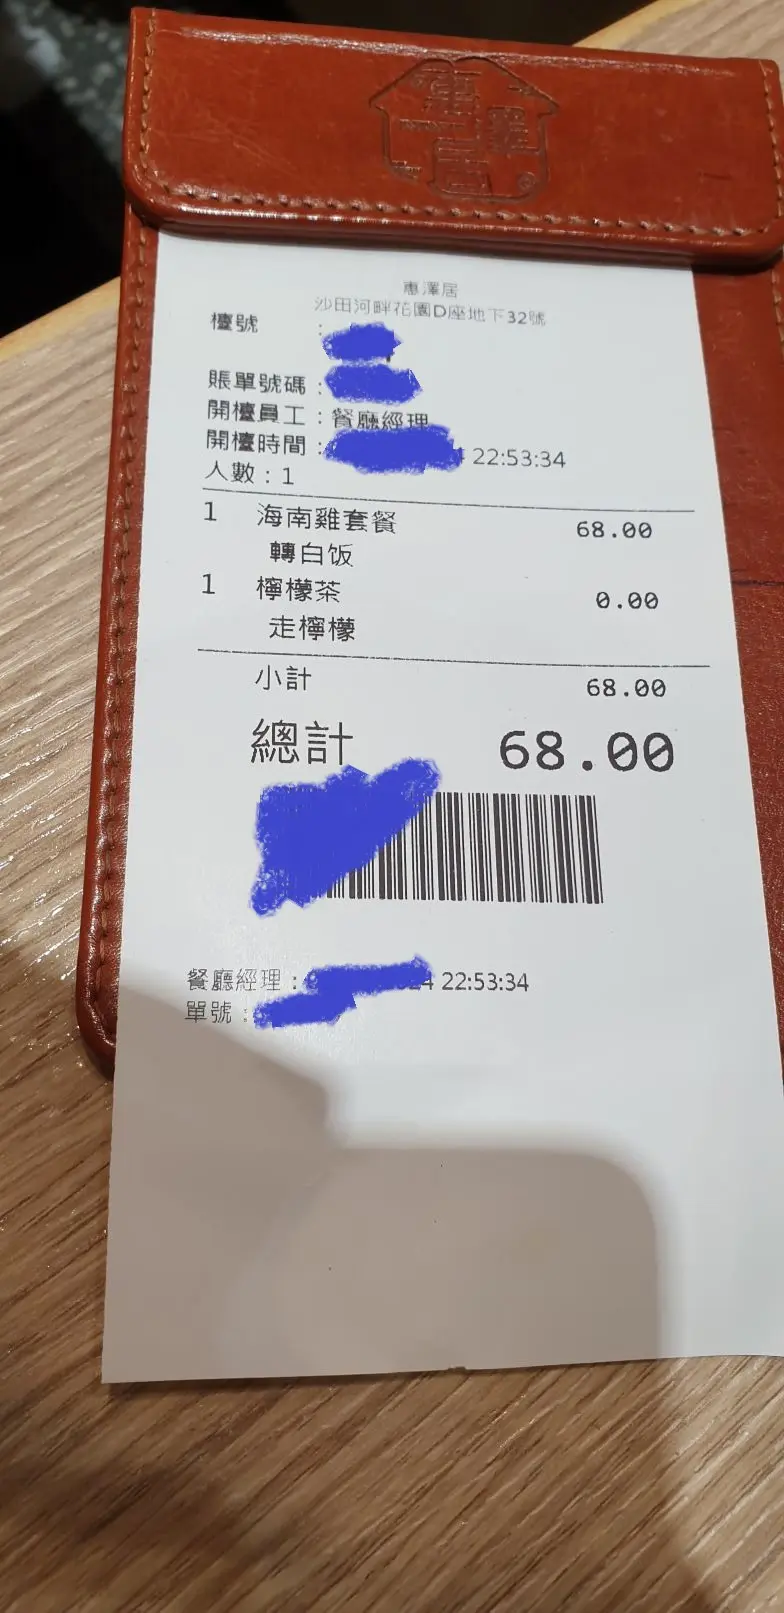 惠澤居
沙田河畔花園D座地下32號
檯號 :
賬單號碼 :
開檯員工 : 餐廳經理
開檯時間 : 22:53:34
人數 : 1
1 海南雞套餐 68.00
轉白饭
1 檸檬茶 0.00
走檸檬
小計 68.00
總計 68.00
餐廳經理 : 24 22:53:34
單號 :